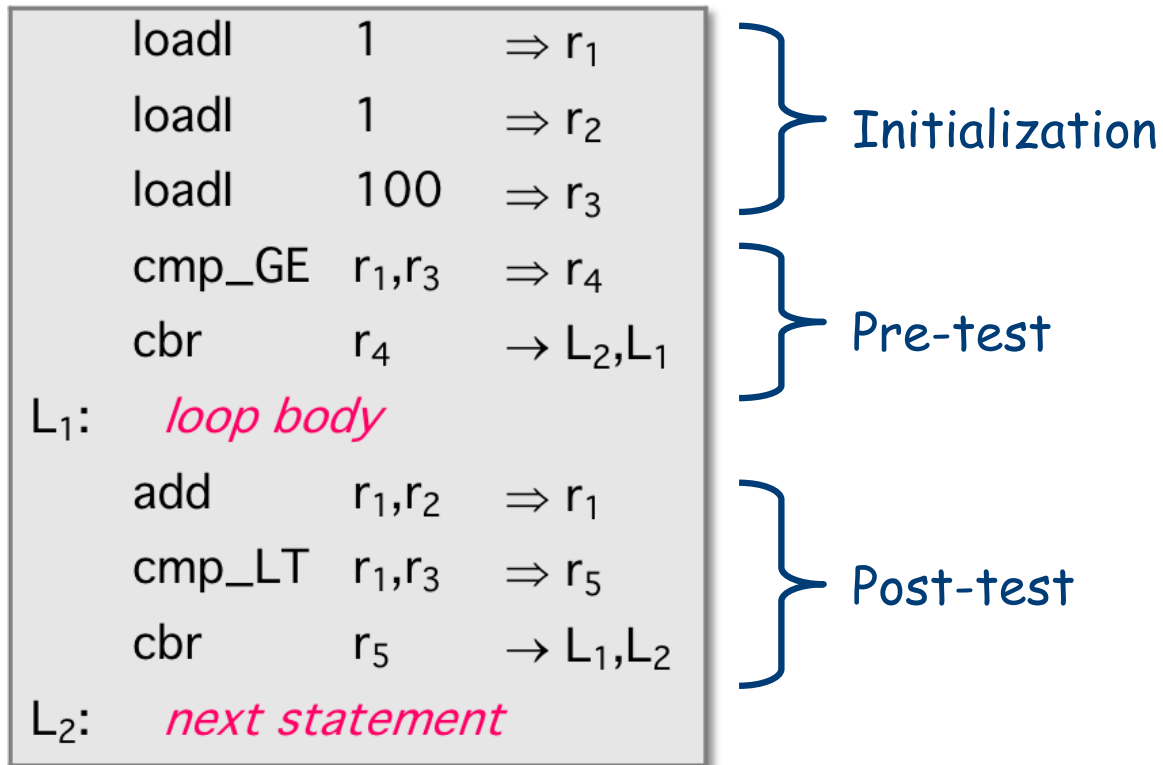 loadI 1 ⇒ r₁
loadI 1 ⇒ r₂
loadI 100 ⇒ r₃
Initialization
cmp_GE r₁,r₃ ⇒ r₄
cbr r₄ → L₂,L₁
Pre-test
L₁: loop body
add r₁,r₂ ⇒ r₁
cmp_LT r₁,r₃ ⇒ r₅
cbr r₅ → L₁,L₂
Post-test
L₂: next statement